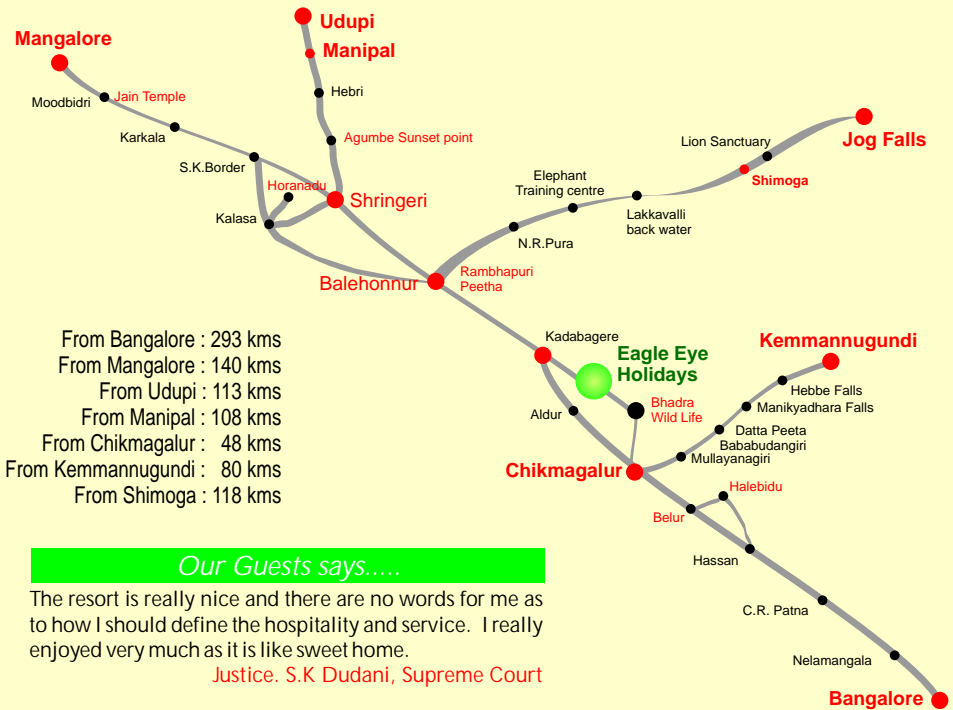 Udupi
Mangalore
Manipal
Hebri
Moodbidri
Jain Temple
Karkala
Agumbe Sunset point
S.K.Border
Horanadu
Shringeri
Kalasa
Lion Sanctuary
Jog Falls
Shimoga
Elephant
Training centre
Lakkavalli
back water
N.R.Pura
Balehonnur
Rambhapuri
Peetha
Kadabagere
Eagle Eye
Holidays
Kemmannugundi
Hebbe Falls
Manikyadhara Falls
Bhadra
Wild Life
Aldur
Datta Peeta
Bababudangiri
Mullayanagiri
Chikmagalur
Halebidu
Belur
Hassan
C.R. Patna
Nelamangala
Bangalore
From Bangalore : 293 kms
From Mangalore : 140 kms
From Udupi : 113 kms
From Manipal : 108 kms
From Chikmagalur : 48 kms
From Kemmannugundi : 80 kms
From Shimoga : 118 kms
Our Guests says.....
The resort is really nice and there are no words for me as
to how I should define the hospitality and service. I really
enjoyed very much as it is like sweet home.
Justice. S.K Dudani, Supreme Court